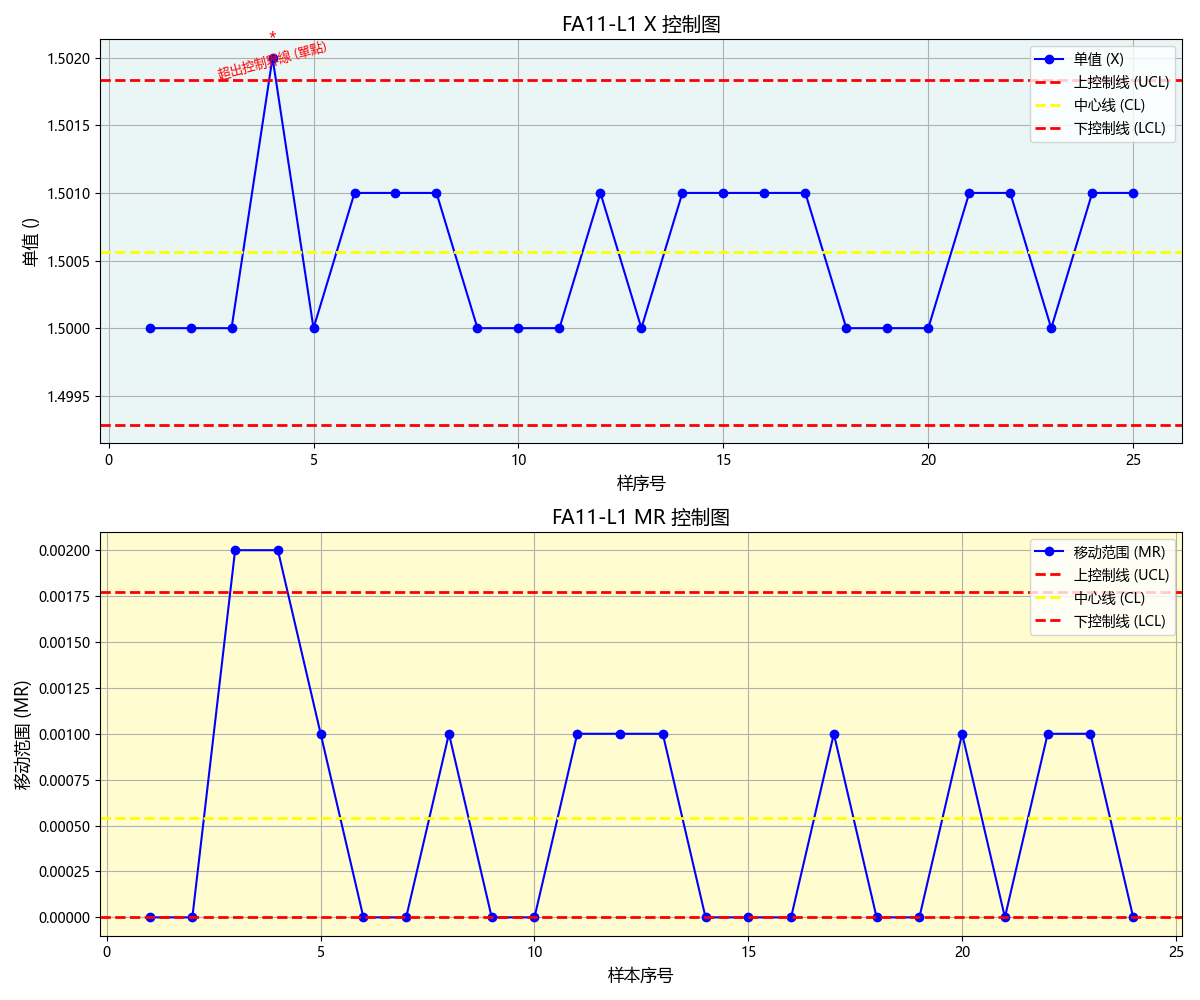 FA11-L1 X 控制图
*
超出控制界線 (單點)
单值 (X)
上控制线 (UCL)
中心线 (CL)
下控制线 (LCL)
单值 ()
1.5020
1.5015
1.5010
1.5005
1.5000
1.4995
0 5 10 15 20 25
样序号
FA11-L1 MR 控制图
移动范围 (MR)
上控制线 (UCL)
中心线 (CL)
下控制线 (LCL)
移动范围 (MR)
0.00200
0.00175
0.00150
0.00125
0.00100
0.00075
0.00050
0.00025
0.00000
0 5 10 15 20 25
样本序号